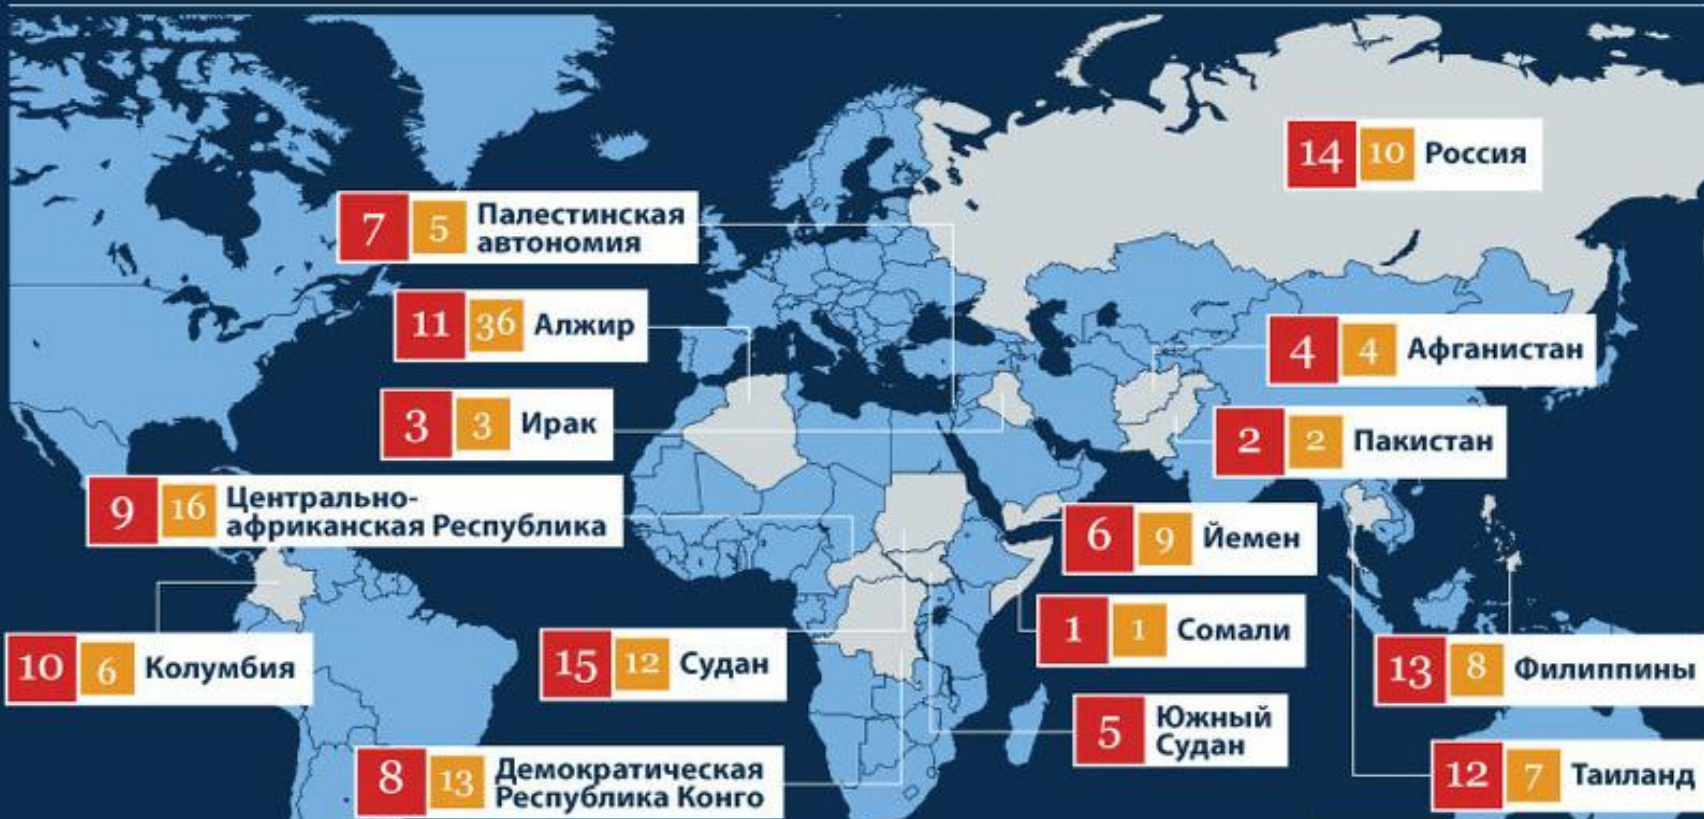 14 10 Россия
7 5 Палестинская
автономия
11 36 Алжир
4 4 Афганистан
3 3 Ирак
2 2 Пакистан
9 16 Центрально-
африканская Республика
6 9 Йемен
1 1 Сомали
10 6 Колумбия
15 12 Судан
13 8 Филиппины
5 Южный
Судан
8 13 Демократическая
Республика Конго
12 7 Таиланд